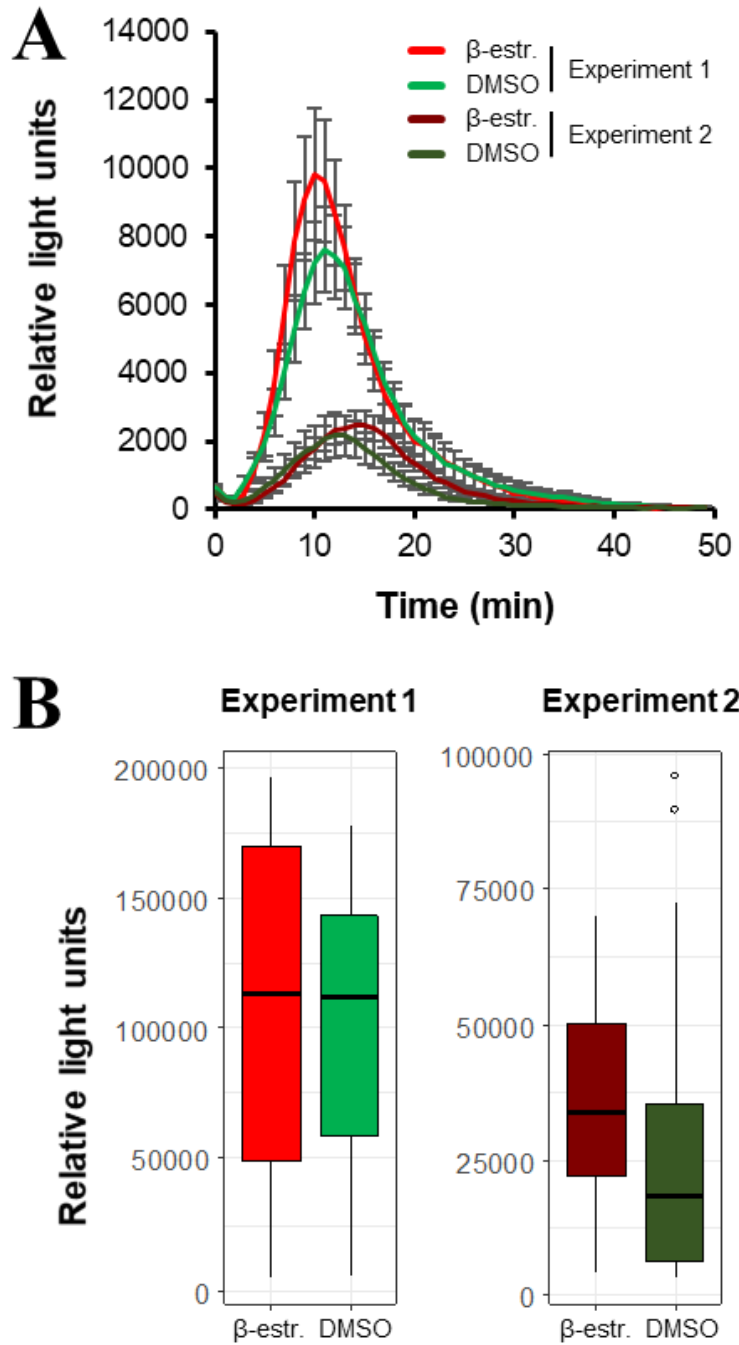 A
Relative light units
14000
12000
10000
8000
6000
4000
2000
0
β-estr.
DMSO
Experiment 1
β-estr.
DMSO
Experiment 2
0 10 20 30 40 50
Time (min)
B
Experiment 1
Relative light units
200000
150000
100000
50000
0
β-estr. DMSO
Experiment 2
100000
75000
50000
25000
0
β-estr. DMSO